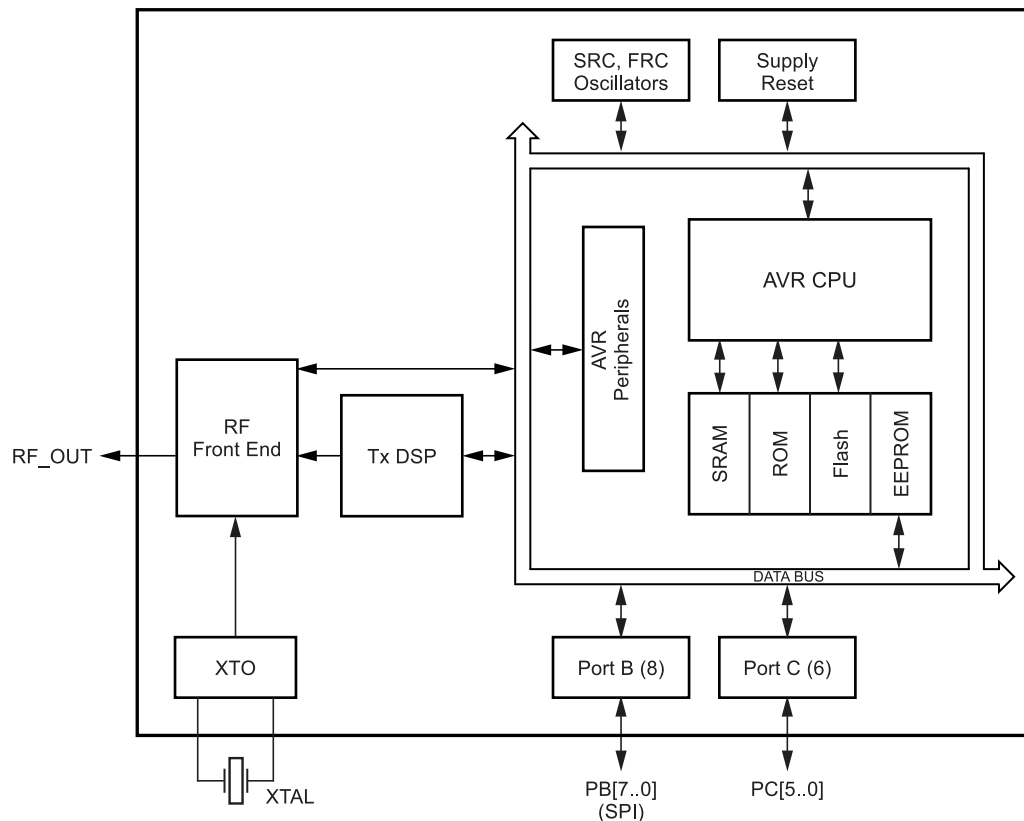 SRC, FRC
Oscillators
Supply
Reset
AVR CPU
AVR
Peripherals
RF
Front End
RF_OUT
Tx DSP
SRAM
ROM
Flash
EEPROM
DATA BUS
XTO
Port B (8)
Port C (6)
XTAL
PB[7..0]
(SPI)
PC[5..0]